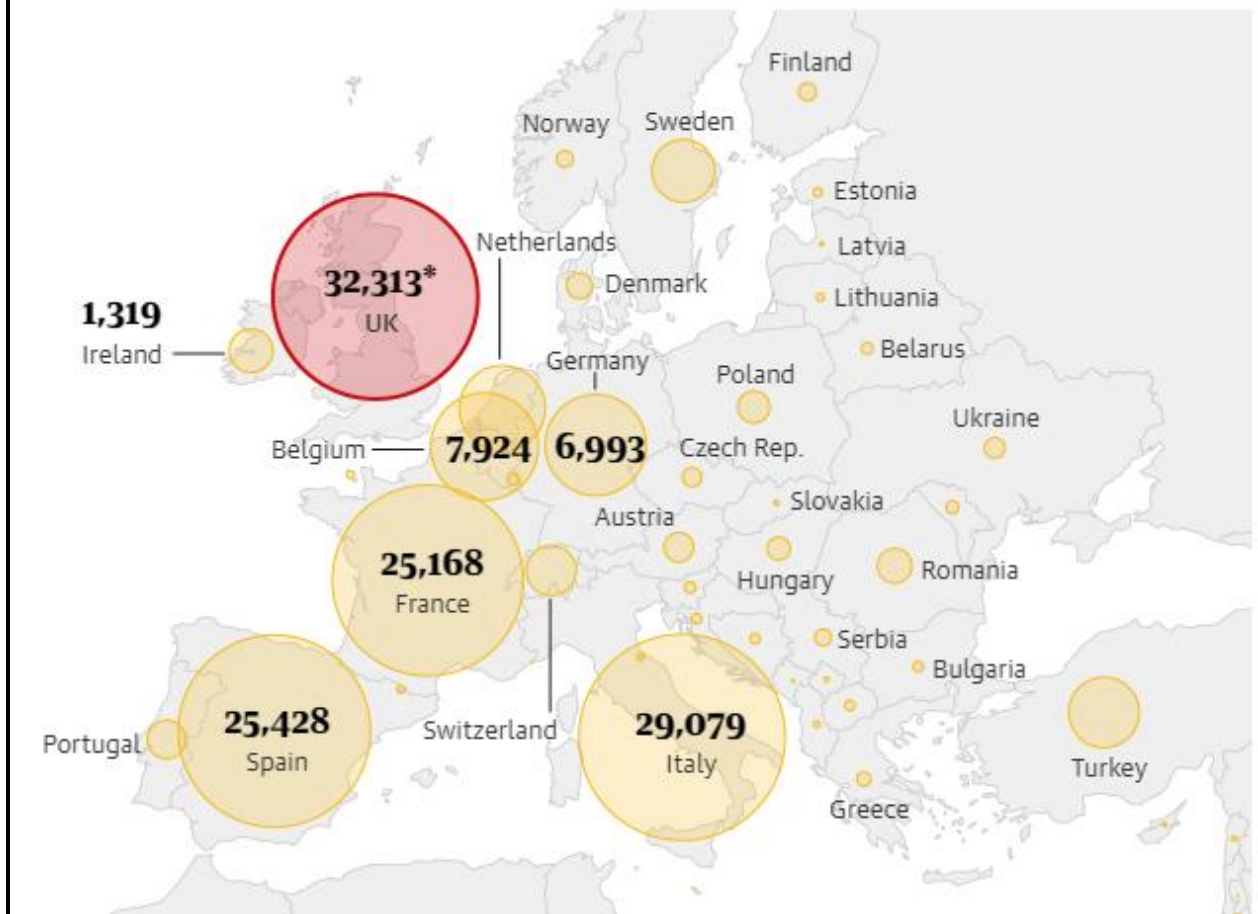 Finland
Norway
Sweden
Estonia
Netherlands
Latvia
32,313*
UK
Denmark
Lithuania
1,319
Ireland
Germany
Belarus
Poland
Ukraine
Belgium
7,924
6,993
Czech Rep.
Slovakia
Austria
25,168
France
Hungary
Romania
Serbia
Bulgaria
25,428
Spain
Switzerland
29,079
Italy
Portugal
Turkey
Greece